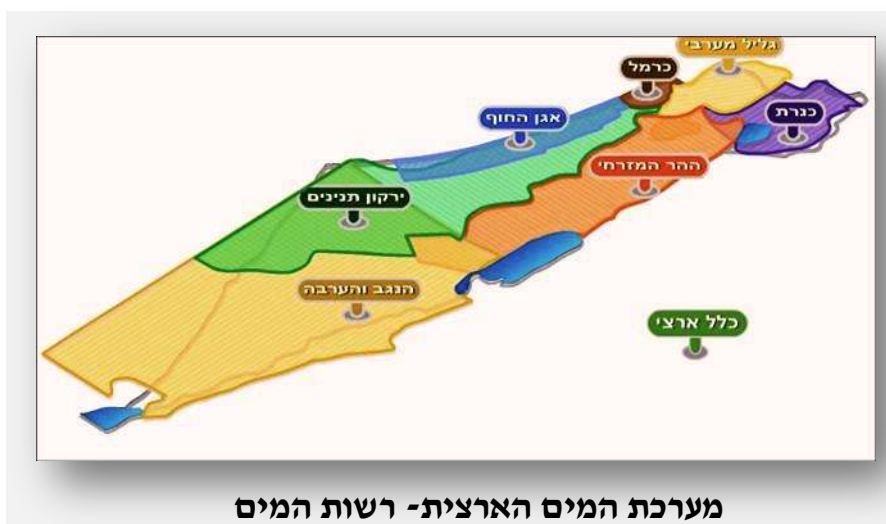 גליל מערבי
כרמל
כנרת
אגן החוף
ההר המזרחי
ירקון תנינים
הנגב והערבה
כלל ארצי
מערכת המים הארצית- רשות המים